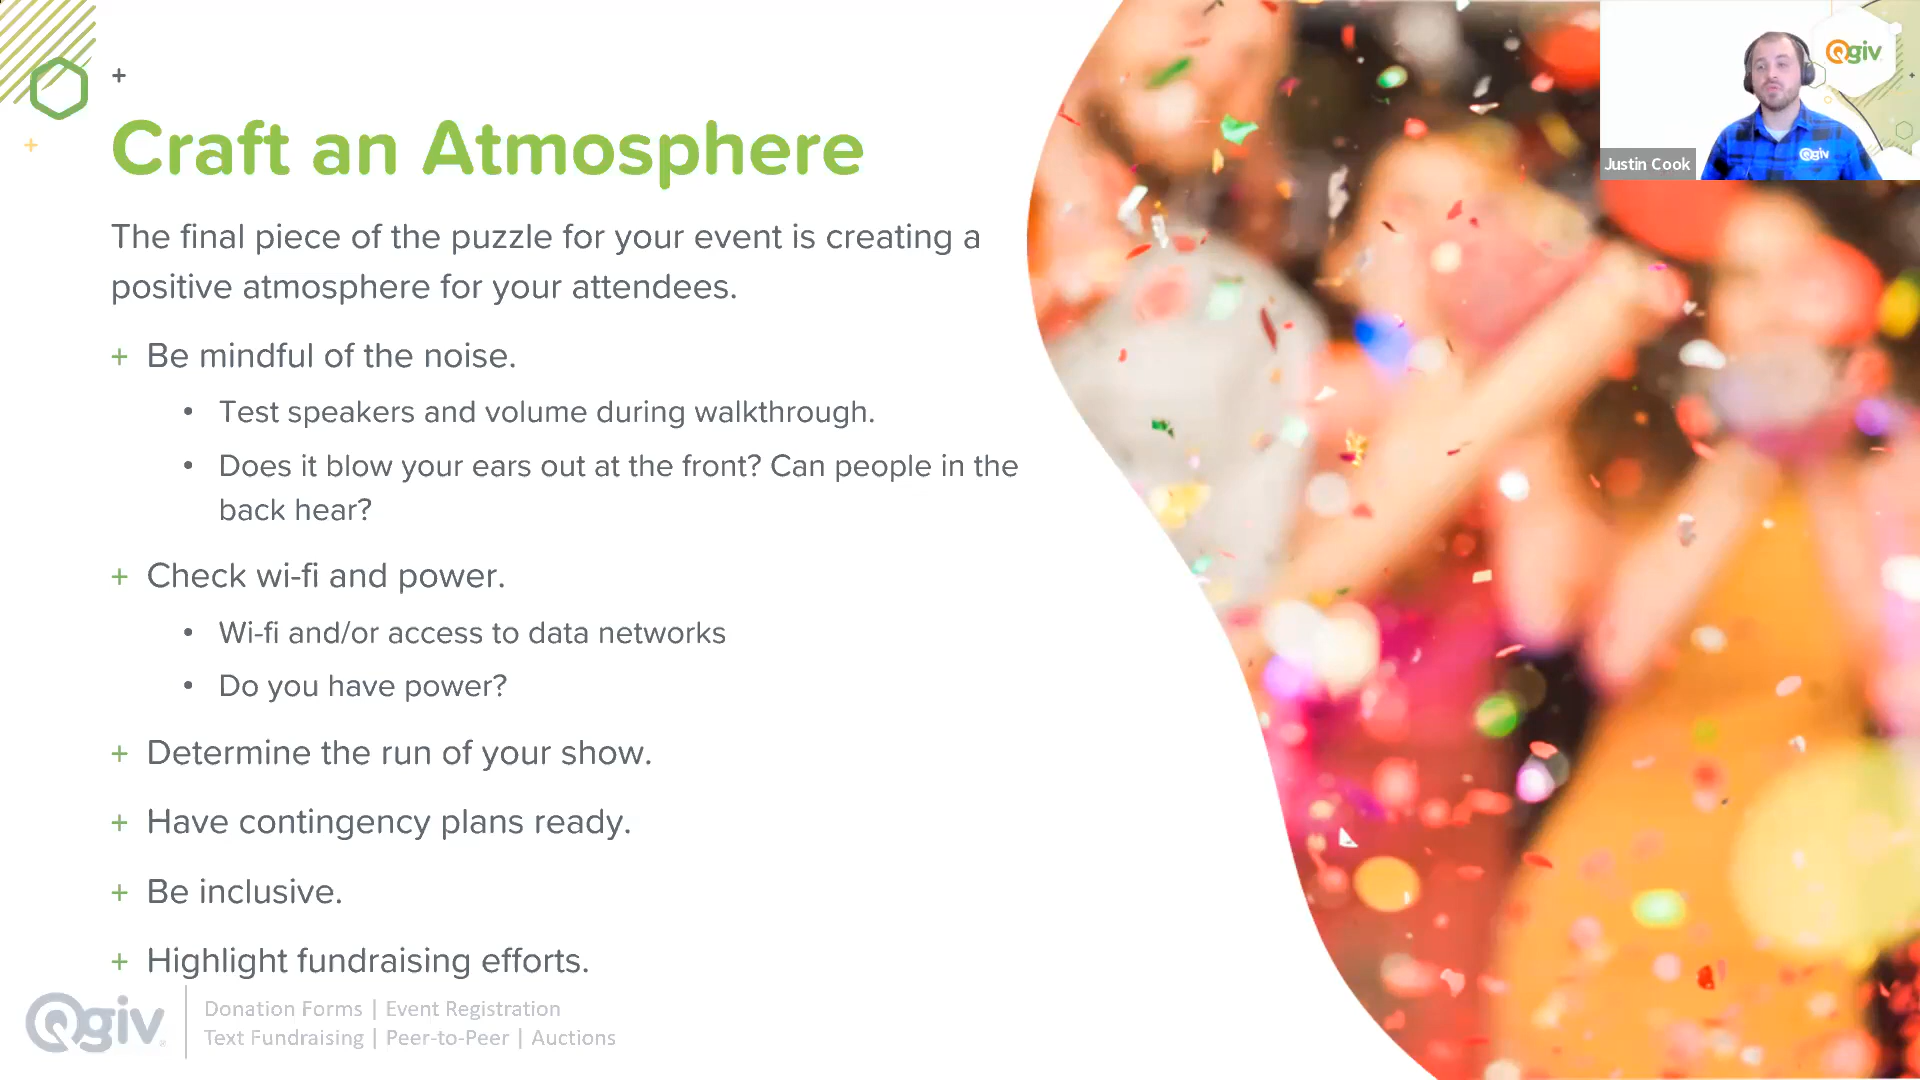 Craft an Atmosphere
The final piece of the puzzle for your event is creating a
positive atmosphere for your attendees.
+ Be mindful of the noise.
• Test speakers and volume during walkthrough.
• Does it blow your ears out at the front? Can people in the
back hear?
+ Check wi-fi and power.
• Wi-fi and/or access to data networks
• Do you have power?
+ Determine the run of your show.
+ Have contingency plans ready.
+ Be inclusive.
+ Highlight fundraising efforts.
Qgiv
Donation Forms | Event Registration
Text Fundraising | Peer-to-Peer | Auctions
Qgiv
Qgiv
Justin Cook